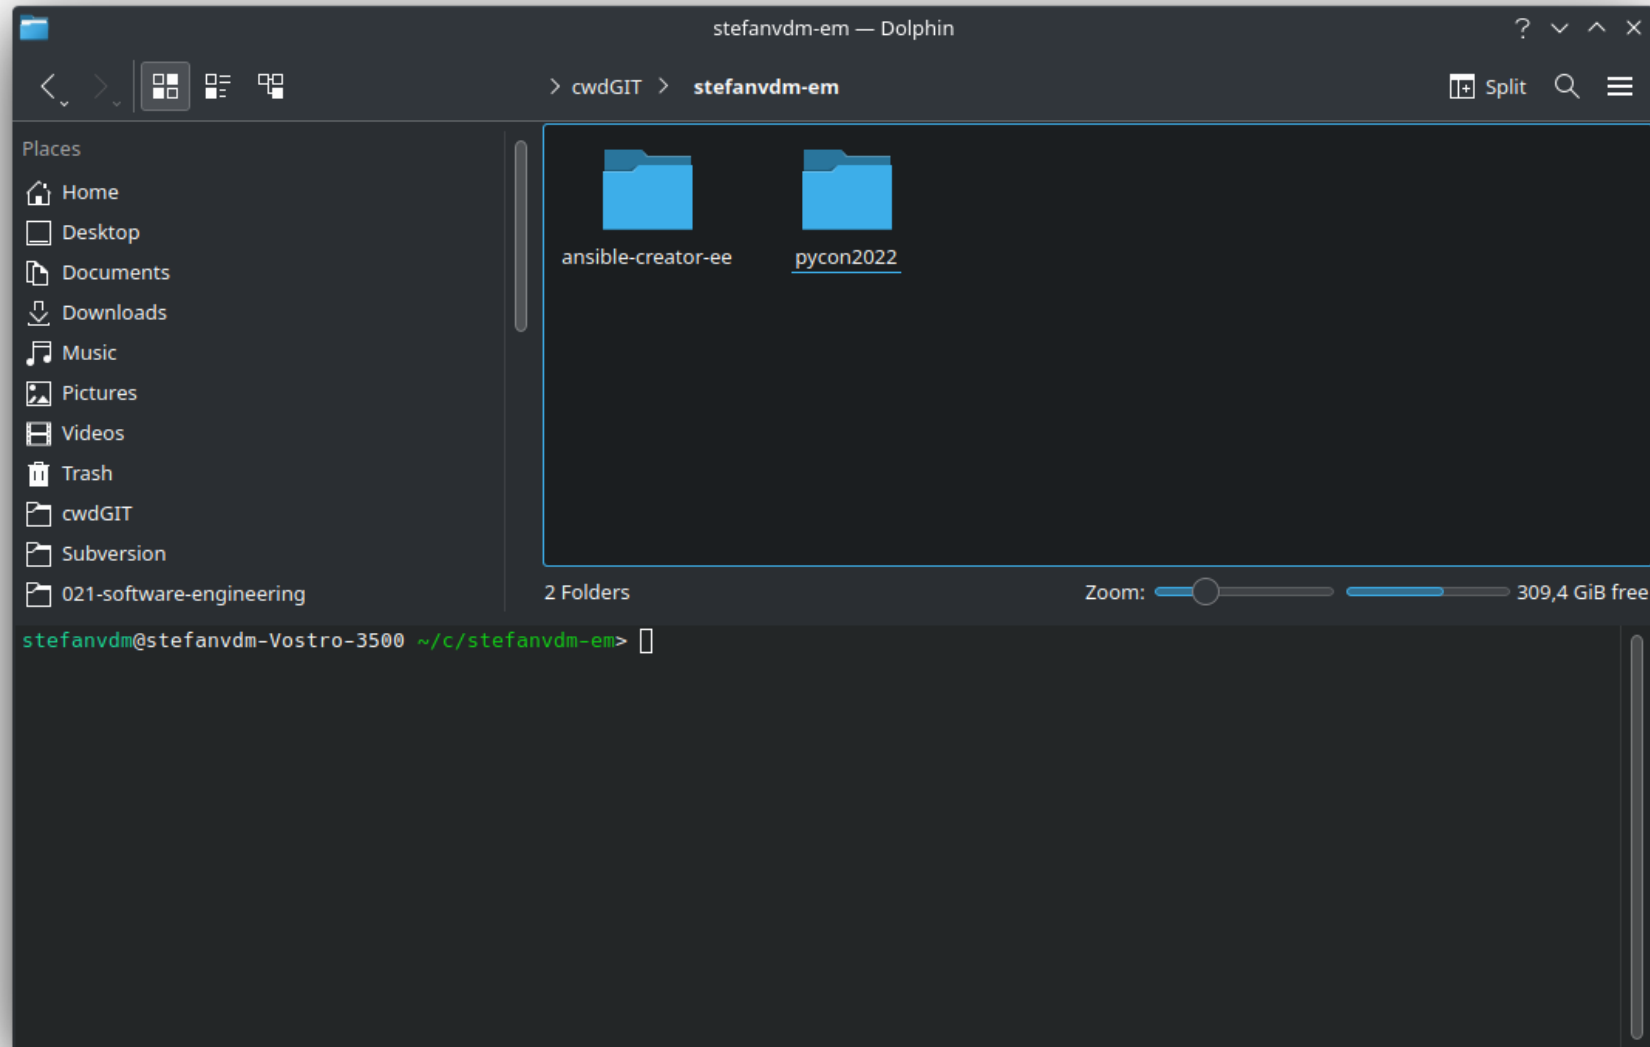 stefanvdm-em — Dolphin
cwdGIT > stefanvdm-em
Split
Places
Home
Desktop
Documents
Downloads
Music
Pictures
Videos
Trash
cwdGIT
Subversion
021-software-engineering
ansible-creator-ee
pycon2022
2 Folders
Zoom:
309,4 GiB free
stefanvdm@stefanvdm-Vostro-3500 ~/c/stefanvdm-em>